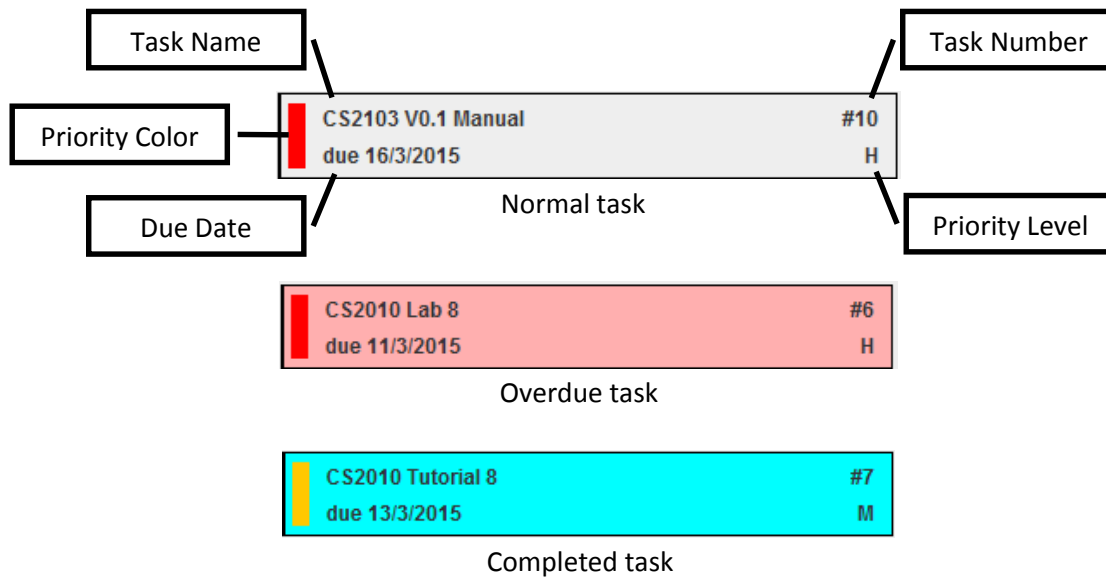 Task Name
Task Number
CS2103 V0.1 Manual #10
Priority Color
due 16/3/2015 H
Normal task
Due Date
Priority Level
CS2010 Lab 8 #6
due 11/3/2015 H
Overdue task
CS2010 Tutorial 8 #7
due 13/3/2015 M
Completed task